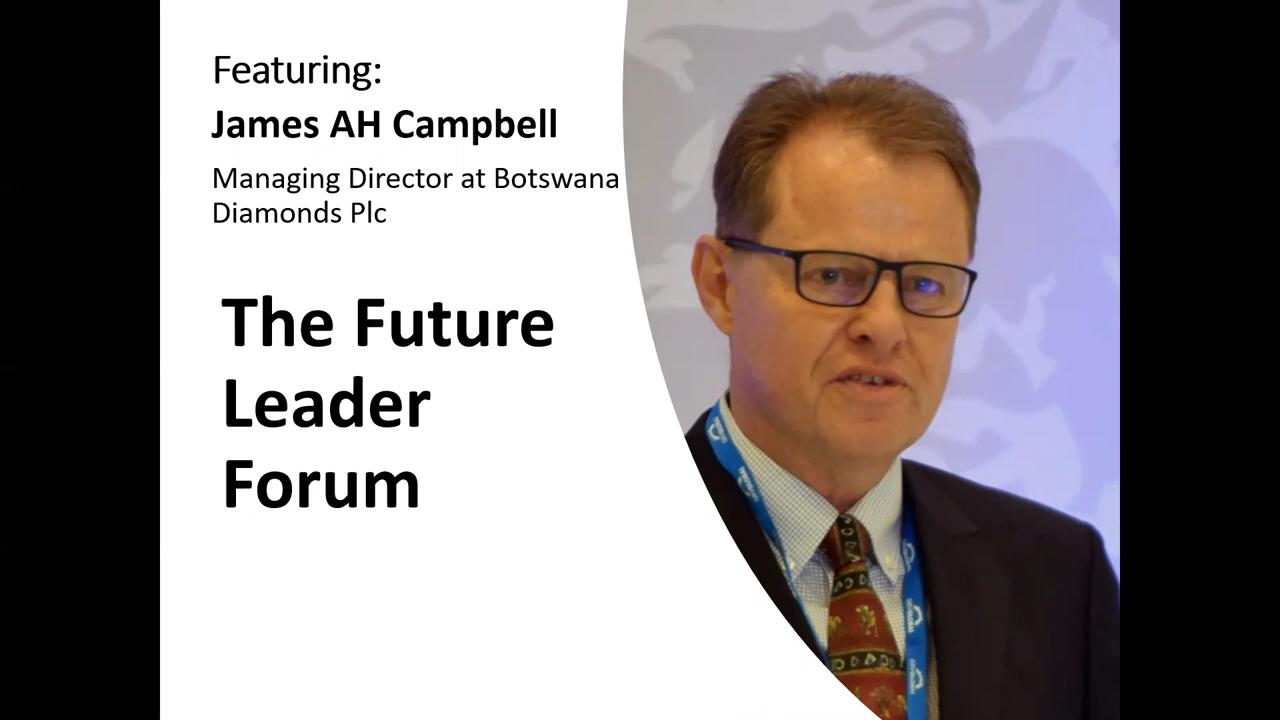 Featuring:
James AH Campbell
Managing Director at Botswana
Diamonds Plc
The Future
Leader
Forum